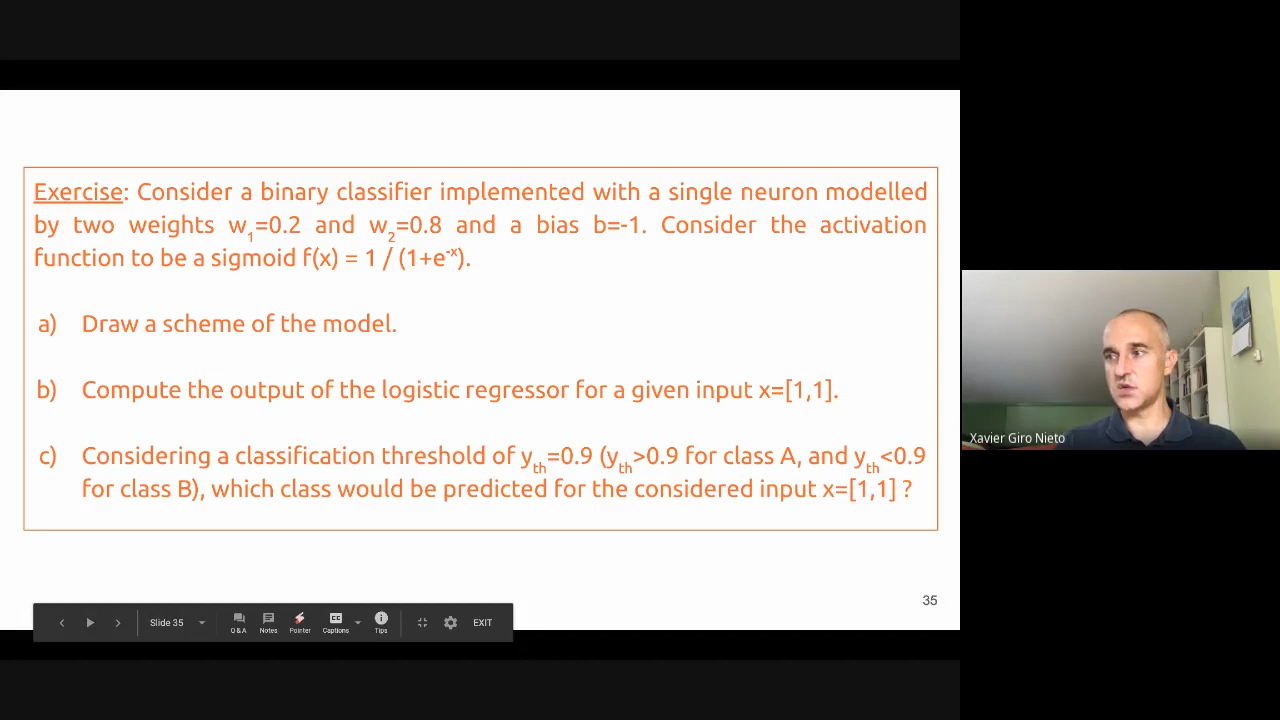 Exercise: Consider a binary classifier implemented with a single neuron modelled
by two weights w₁=0.2 and w₂=0.8 and a bias b=-1. Consider the activation
function to be a sigmoid f(x) = 1 / (1+e⁻ˣ).
a) Draw a scheme of the model.
b) Compute the output of the logistic regressor for a given input x=[1,1].
c) Considering a classification threshold of yth=0.9 (yth>0.9 for class A, and yth<0.9
for class B), which class would be predicted for the considered input x=[1,1] ?
Xavier Giro Nieto
35
Slide 35
Q & A
Notes
Pointer
CC
Captions
Tips
EXIT